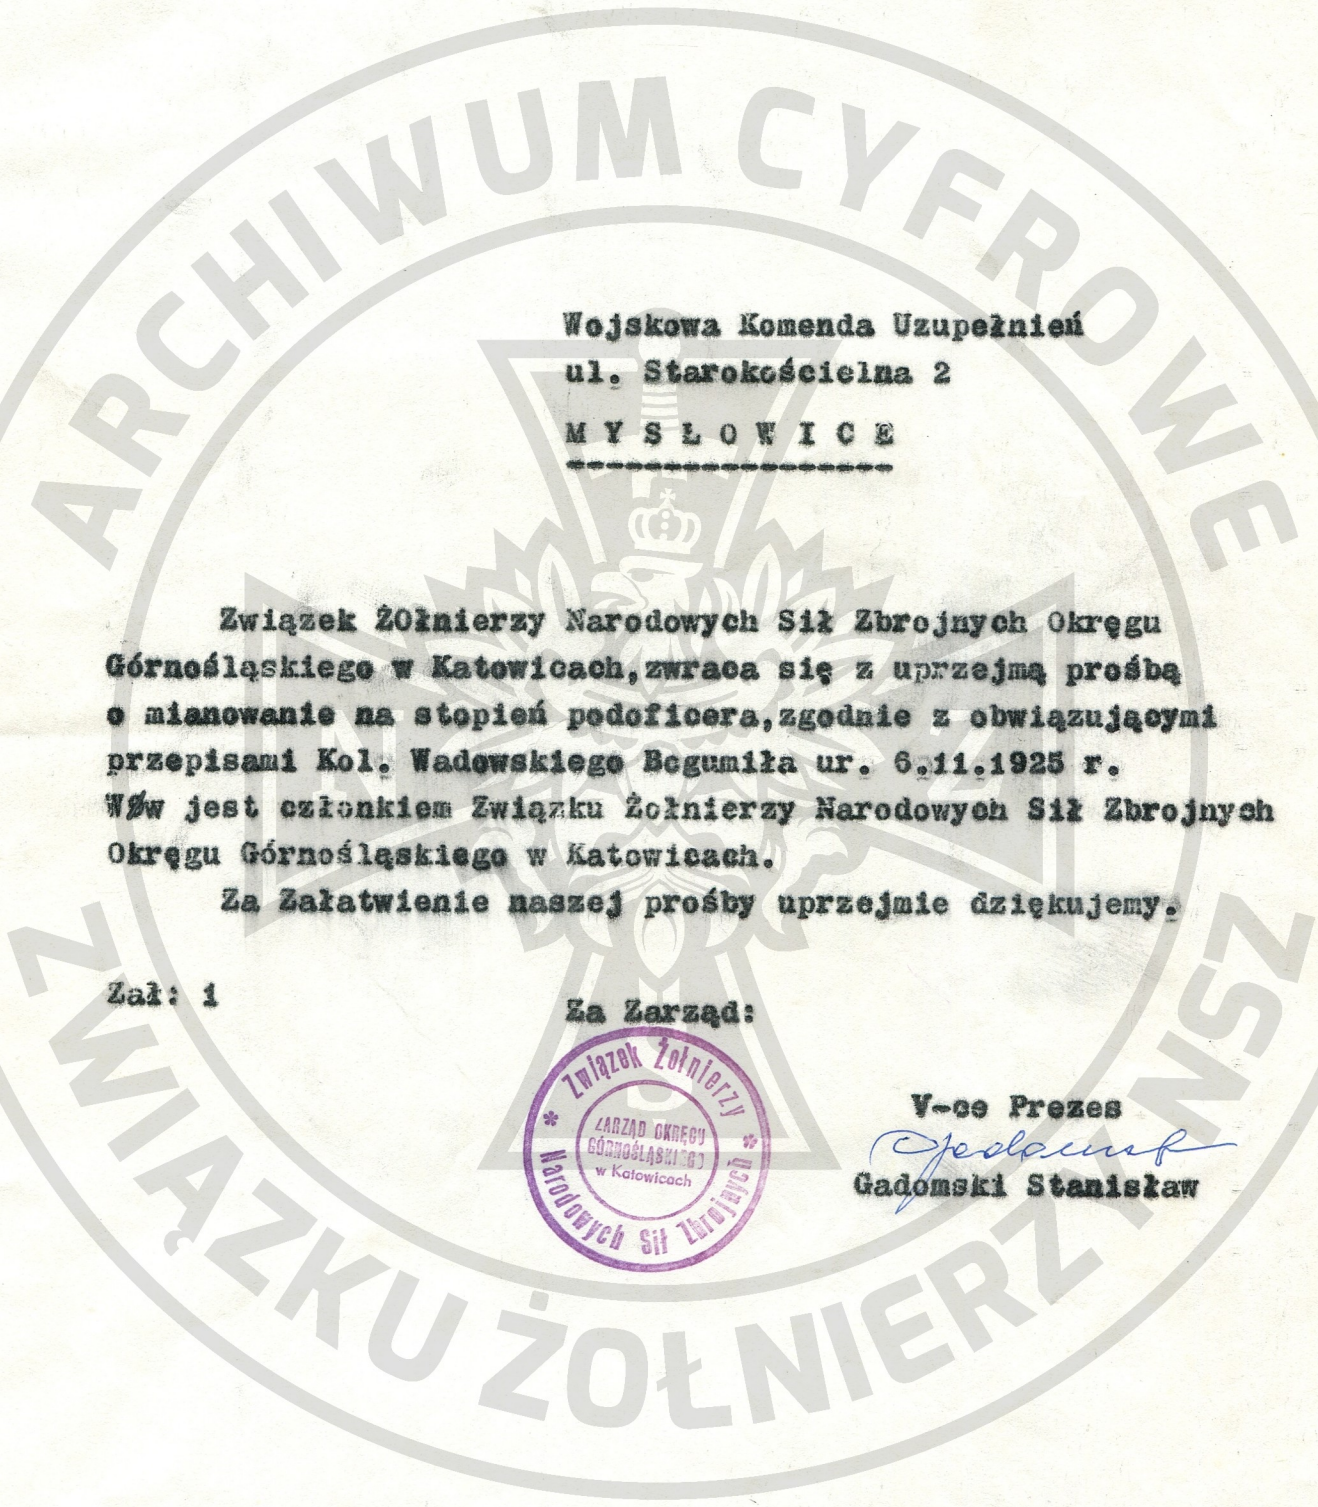 ARCHIWUM CYFROWE
Wojskowa Komenda Uzupełnień
ul. Starokościelna 2
M Y S Ł O W I C E
-----------------
Związek ŻOłnierzy Narodowych Sił Zbrojnych Okręgu
Górnośląskiego w Katowicach,zwraca się z uprzejmą prośbą
o mianowanie na stopień podoficera,zgodnie z obwiązującymi
przepisami Kol. Wadowskiego Bogumiła ur. 6.11.1925 r.
WØw jest członkiem Związku Żołnierzy Narodowych Sił Zbrojnych
Okręgu Górnośląskiego w Katowicach.
Za Załatwienie naszej prośby uprzejmie dziękujemy.
Zał: 1
Za Zarząd:
Związek Żołnierzy
* Narodowych Sił Zbrojnych *
ZARZĄD OKRĘGU
GÓRNOŚLĄSKIEGO
w Katowicach
V-ce Prezes
Gadomski Stanisław
ZWIĄZKU ŻOŁNIERZY NSZ